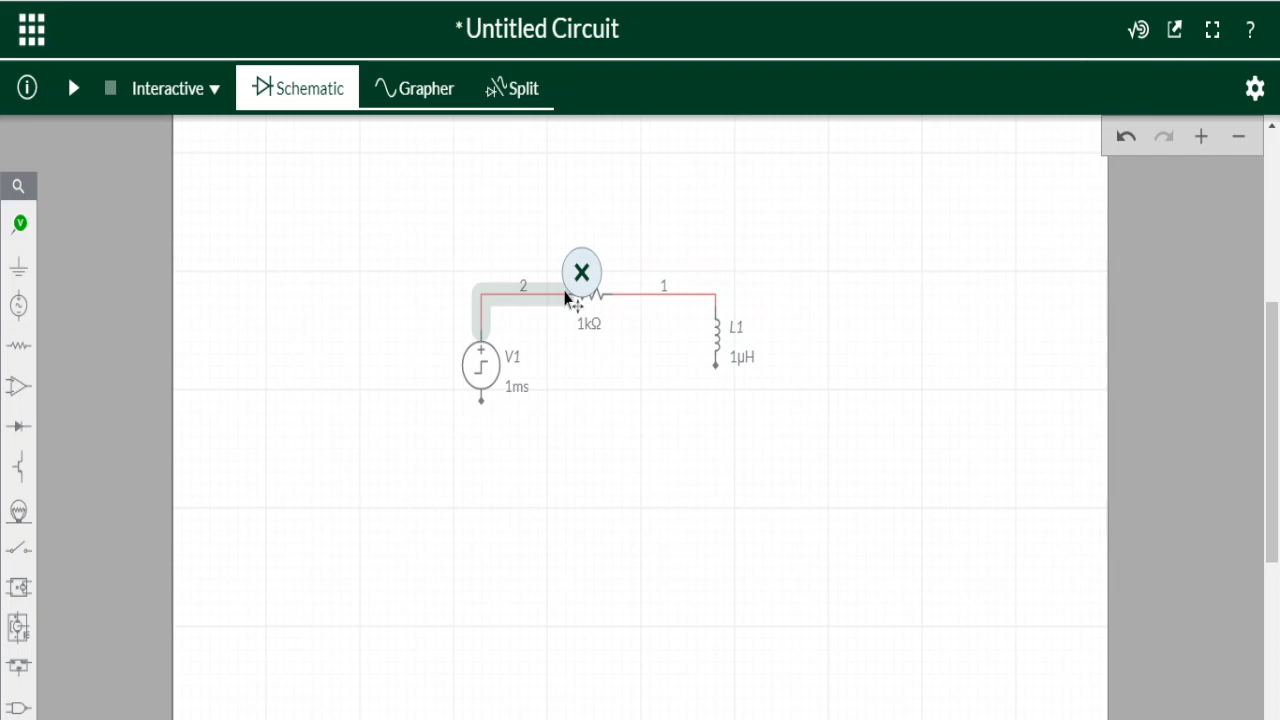 *Untitled Circuit
?
Interactive ▼ Schematic Grapher Split
V
2 1
1kΩ
L1
1μH
V1
1ms